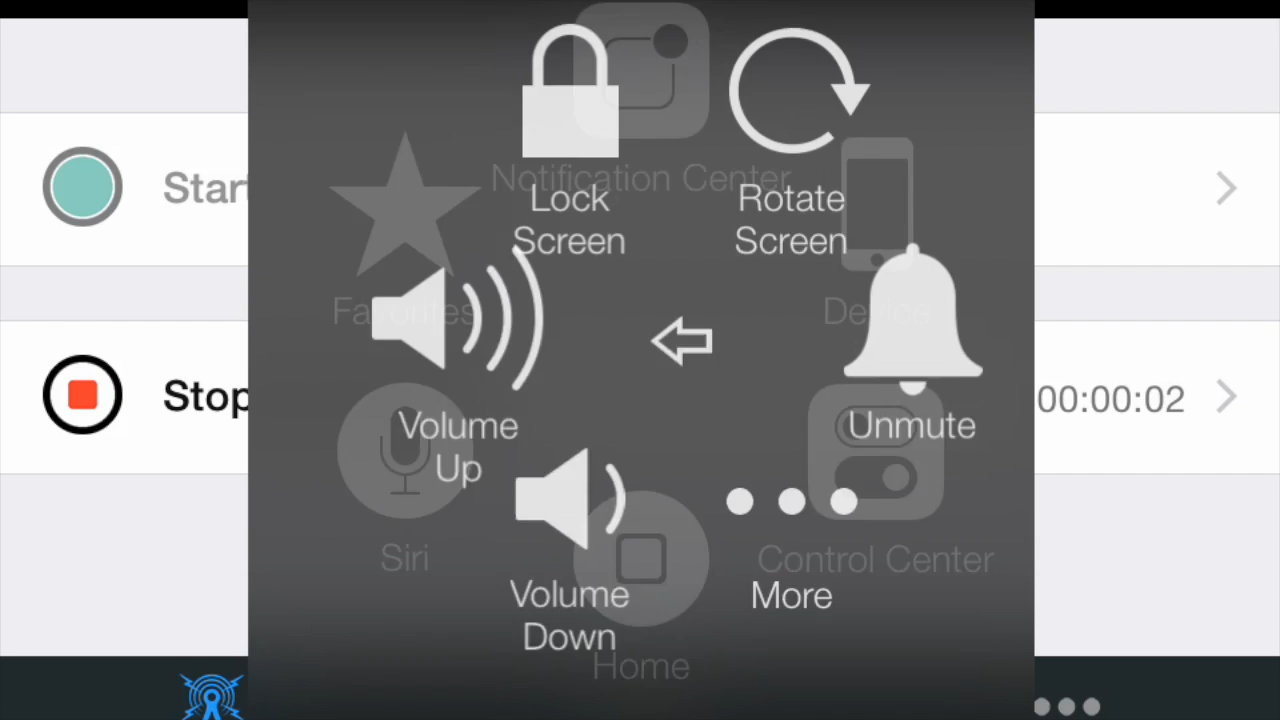 Notification Center
Lock
Screen
Rotate
Screen
Start
Favorites
Device
Stop
00:00:02
Volume
Up
Unmute
Siri
Control Center
Volume
Down
More
Home